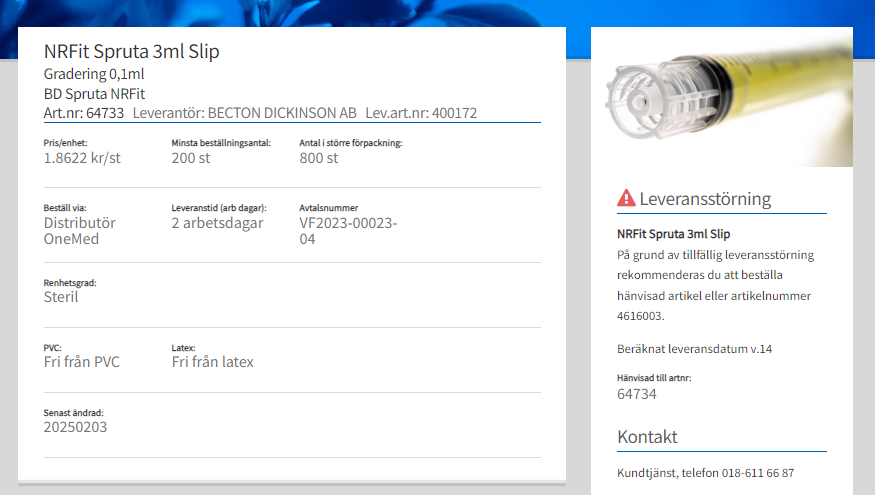 NRFit Spruta 3ml Slip
Gradering 0,1ml
BD Spruta NRFit
Art.nr: 64733 Leverantör: BECTON DICKINSON AB Lev.art.nr: 400172
Pris/enhet: Minsta beställningsantal: Antal i större förpackning:
1.8622 kr/st 200 st 800 st
Beställ via: Leveranstid (arb dagar): Avtalsnummer
Distributör 2 arbetsdagar VF2023-00023-
OneMed 04
Renhetsgrad:
Steril
PVC: Latex:
Fri från PVC Fri från latex
Senast ändrad:
20250203
Leveransstörning
NRFit Spruta 3ml Slip
På grund av tillfällig leveransstörning
rekommenderas du att beställa
hänvisad artikel eller artikelnummer
4616003.
Beräknat leveransdatum v.14
Hänvisad till artnr:
64734
Kontakt
Kundtjänst, telefon 018-611 66 87